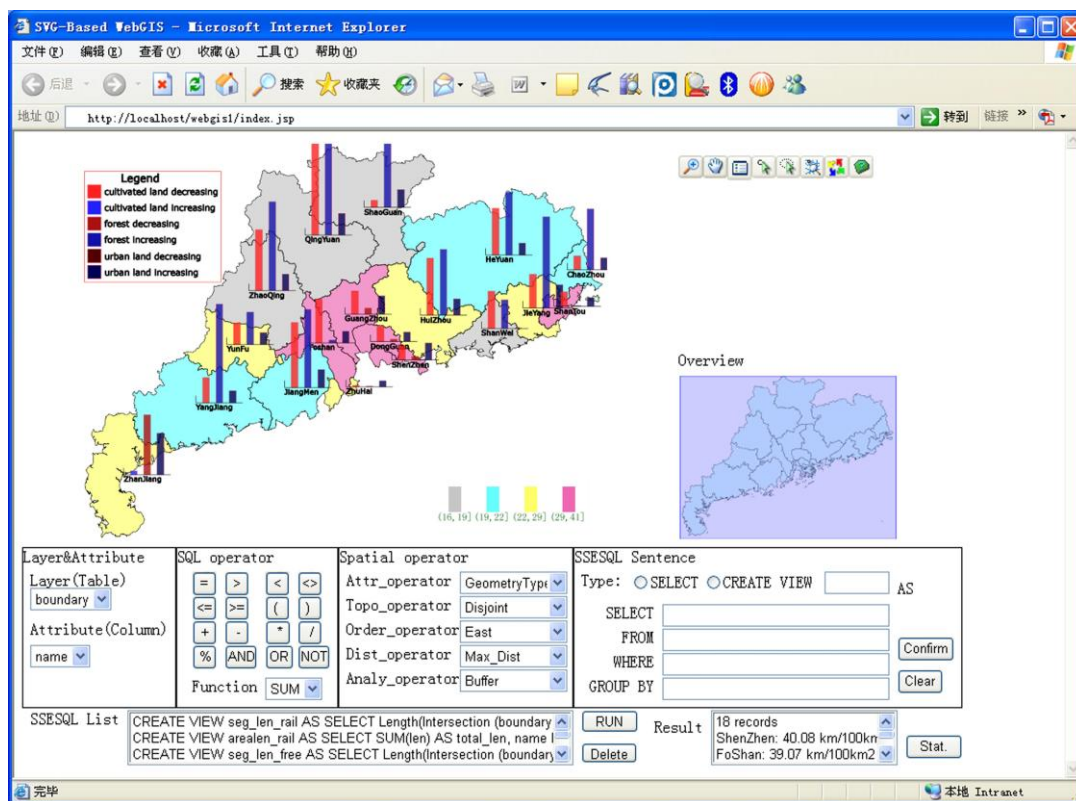 SVG-Based WebGIS - Microsoft Internet Explorer
文件(F) 编辑(E) 查看(V) 收藏(A) 工具(T) 帮助(H)
后退 搜索 收藏夹
地址(D) http://localhost/webgis1/index.jsp 转到 链接 »
Legend
cultivated land decreasing
cultivated land increasing
forest decreasing
forest increasing
urban land decreasing
urban land increasing
ShaoGuan
QingYuan
HeYuan
ChaoZhou
ZhaoQing
GuangZhou
HuiZhou
JieYang
ShanTou
ShanWei
YunFu
Foshan
DongGuan
ShenZhen
JiangMen
ZhuHai
YangJiang
ZhanJiang
Overview
(16, 19] (19, 22] (22, 29] (29, 41]
Layer&Attribute
Layer(Table)
boundary
Attribute(Column)
name
SQL operator
= > < <>
<= >= ( )
+ - * /
% AND OR NOT
Function SUM
Spatial operator
Attr_operator GeometryType
Topo_operator Disjoint
Order_operator East
Dist_operator Max_Dist
Analy_operator Buffer
SSESQL Sentence
Type: SELECT CREATE VIEW AS
SELECT
FROM
WHERE
GROUP BY
Confirm
Clear
SSESQL List
CREATE VIEW seg_len_rail AS SELECT Length(Intersection (boundary
CREATE VIEW arealen_rail AS SELECT SUM(len) AS total_len, name
CREATE VIEW seg_len_free AS SELECT Length(Intersection (boundary
RUN
Delete
Result
18 records
ShenZhen: 40.08 km/100km
FoShan: 39.07 km/100km2
Stat.
完毕 本地 Intranet